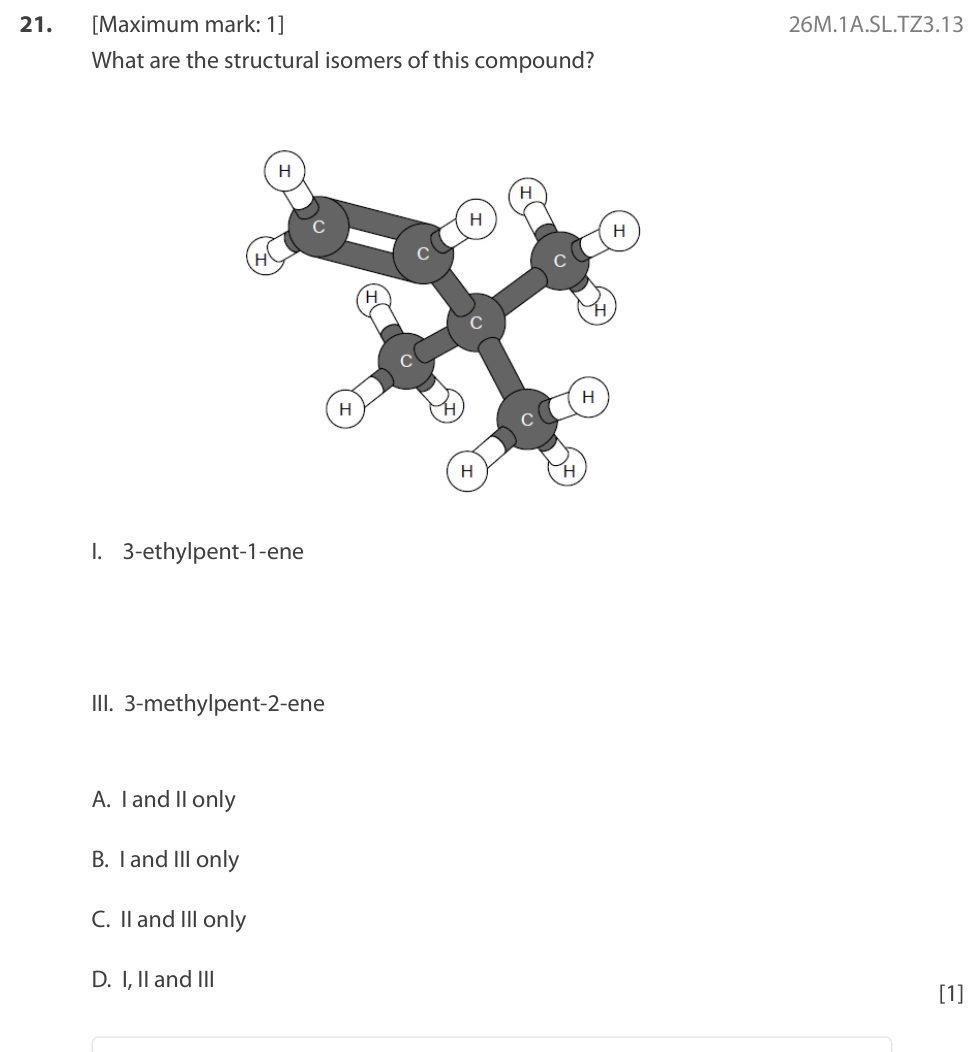 21. [Maximum mark: 1] 26M.1A.SL.TZ3.13
What are the structural isomers of this compound?
H
H
H
H
C
C
H
C
H
H
H
C
C
H
C
H
H
H
H
H
I. 3-ethylpent-1-ene
III. 3-methylpent-2-ene
A. I and II only
B. I and III only
C. II and III only
D. I, II and III
[1]